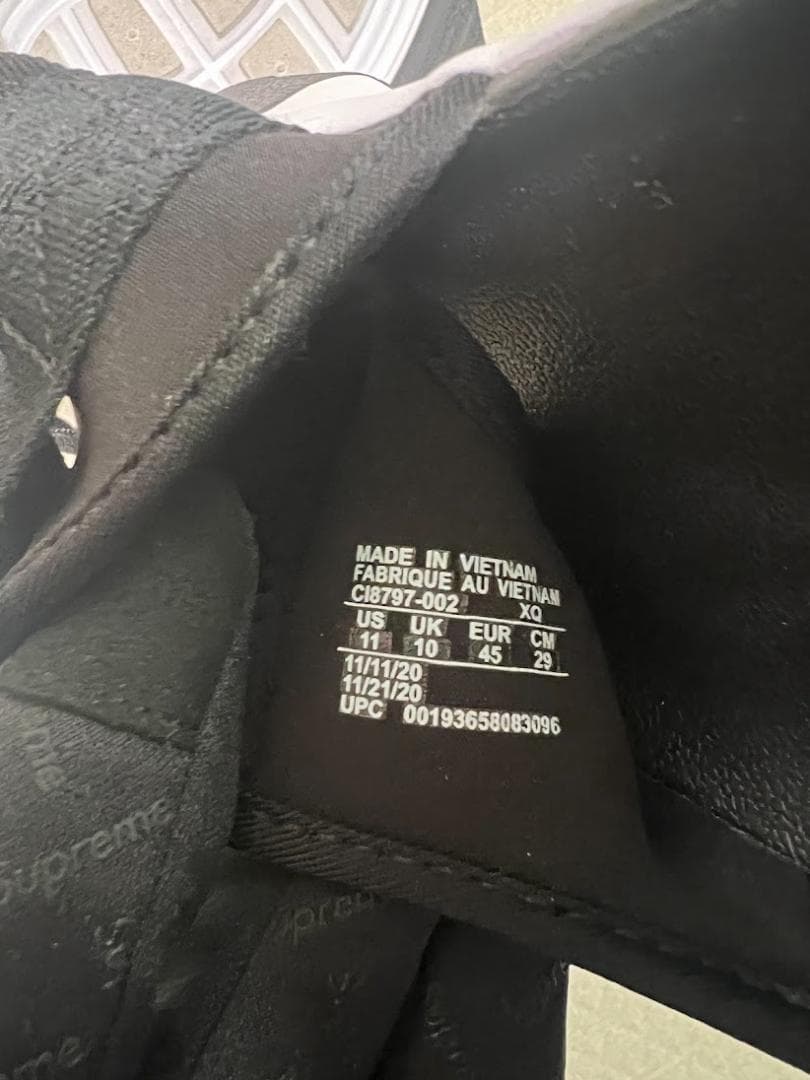 MADE IN VIETNAM
FABRIQUE AU VIETNAM
CI8797-002 XQ
US UK EUR CM
11 10 45 29
11/11/20
11/21/20
UPC 00193658083096
Supreme